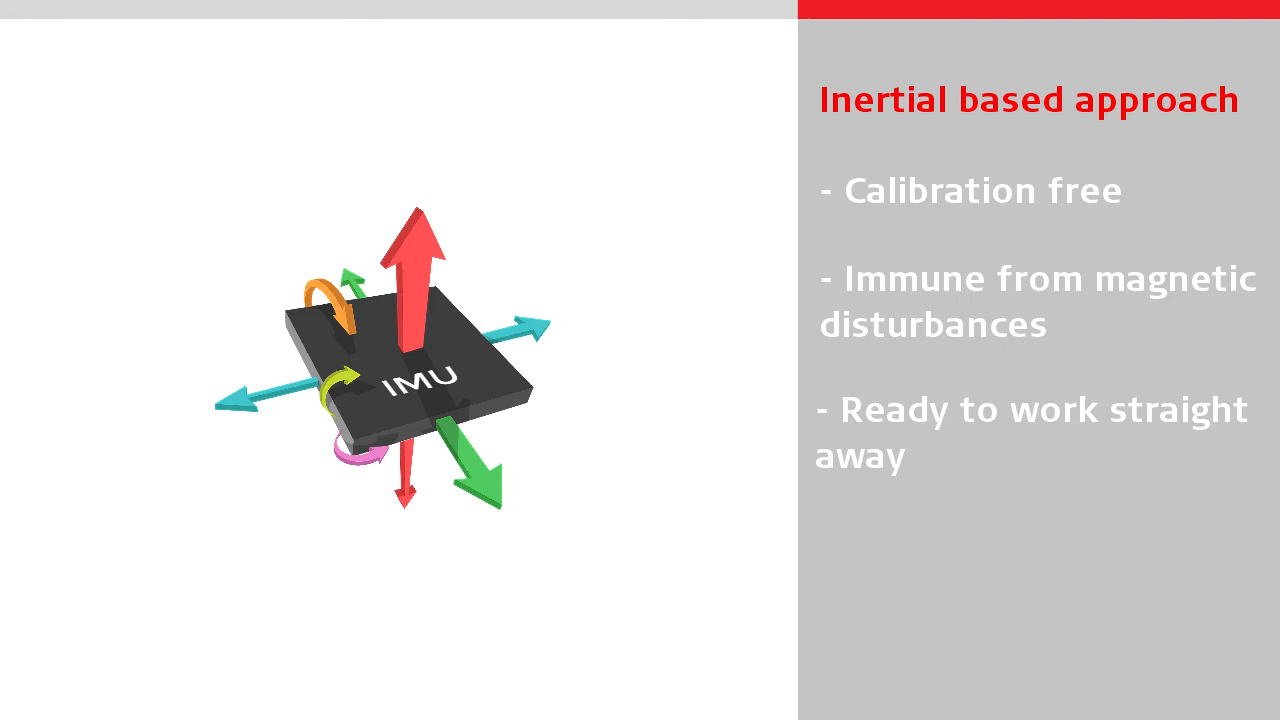 IMU
Inertial based approach
- Calibration free
- Immune from magnetic
disturbances
- Ready to work straight
away